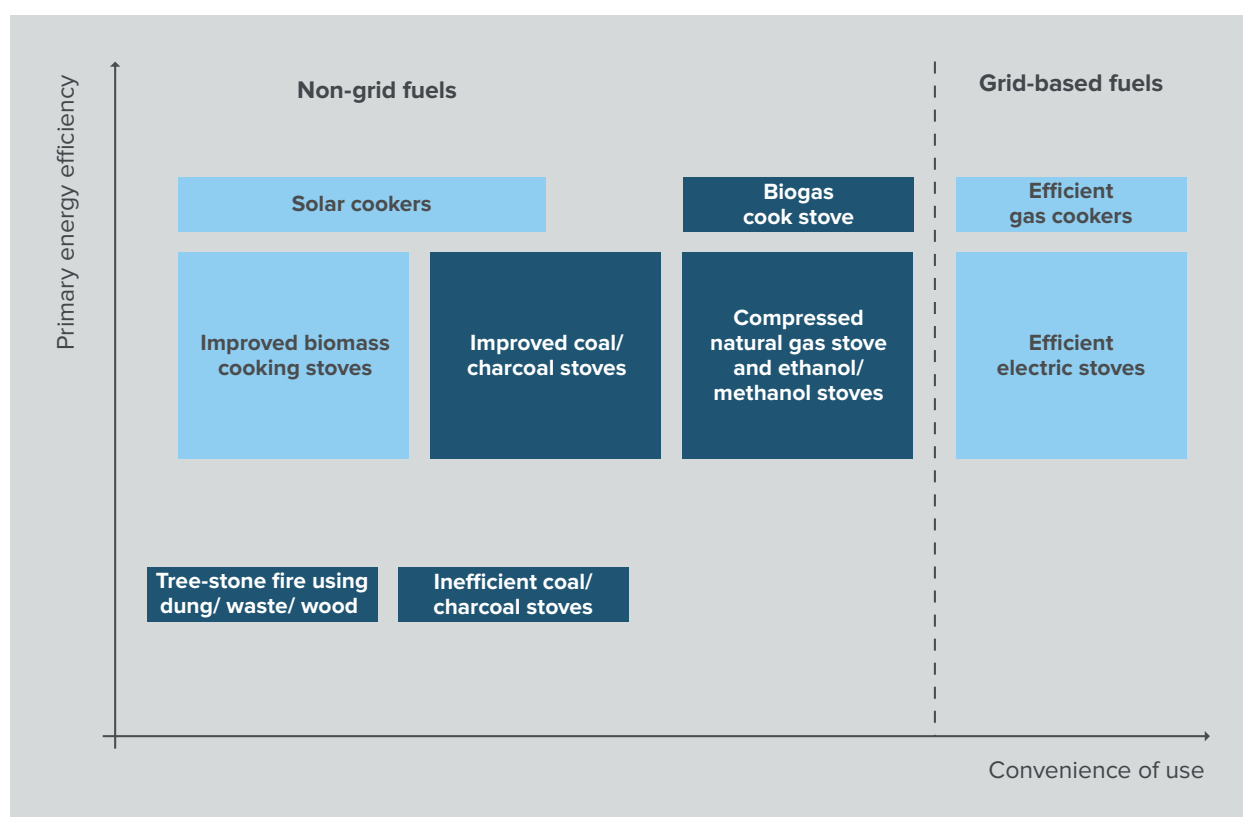 Primary energy efficiency
Non-grid fuels
Grid-based fuels
Solar cookers
Biogas
cook stove
Efficient
gas cookers
Improved biomass
cooking stoves
Improved coal/
charcoal stoves
Compressed
natural gas stove
and ethanol/
methanol stoves
Efficient
electric stoves
Tree-stone fire using
dung/ waste/ wood
Inefficient coal/
charcoal stoves
Convenience of use